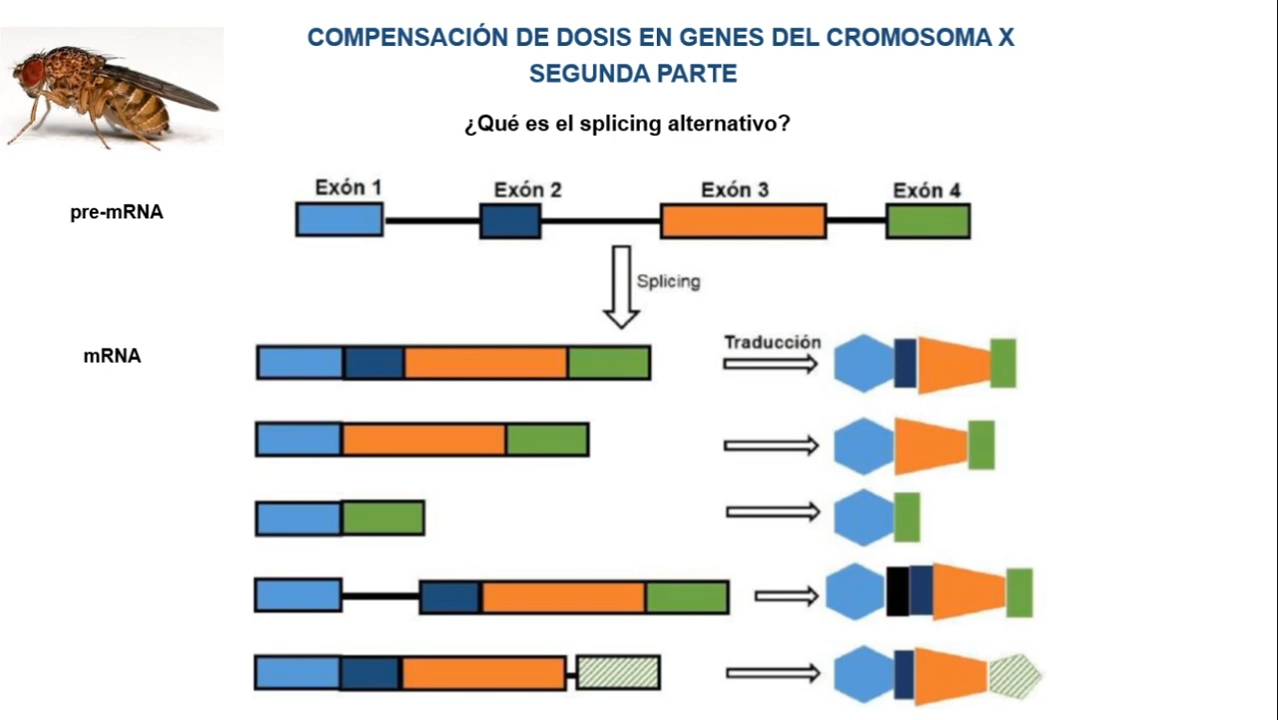 COMPENSACIÓN DE DOSIS EN GENES DEL CROMOSOMA X
SEGUNDA PARTE
¿Qué es el splicing alternativo?
Exón 1 Exón 2 Exón 3 Exón 4
pre-mRNA
Splicing
mRNA
Traducción